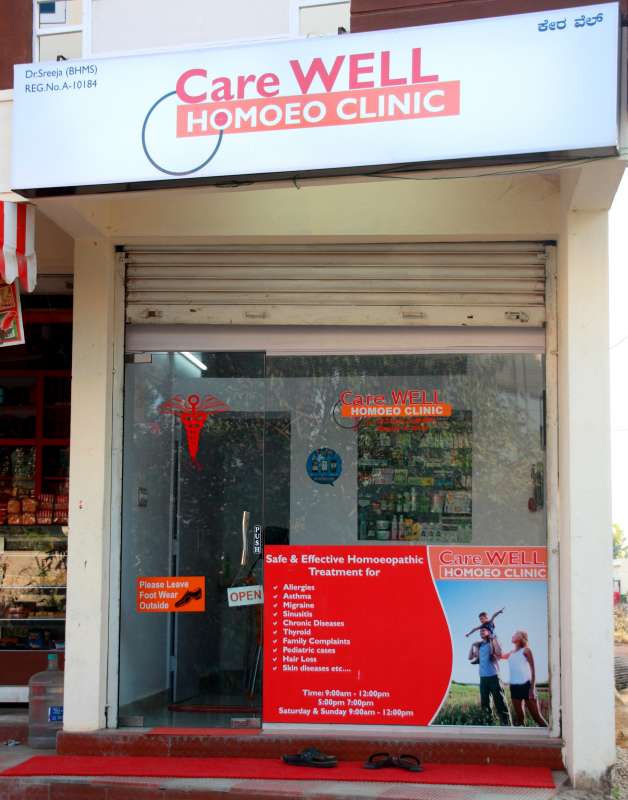 Dr.Sreeja (BHMS)
REG.No.A-10184
Care WELL
HOMOEO CLINIC
ಕೇರ ವೆಲ್
Care WELL
HOMOEO CLINIC
PUSH
Please Leave
Foot Wear
Outside
OPEN
Safe & Effective Homoeopathic
Treatment for
Allergies
Asthma
Migraine
Sinusitis
Chronic Diseases
Thyroid
Family Complaints
Pediatric cases
Hair Loss
Skin diseases etc....
Time: 9:00am - 12:00pm
5:00pm 7:00pm
Saturday & Sunday 9:00am - 12:00pm
Care WELL
HOMOEO CLINIC